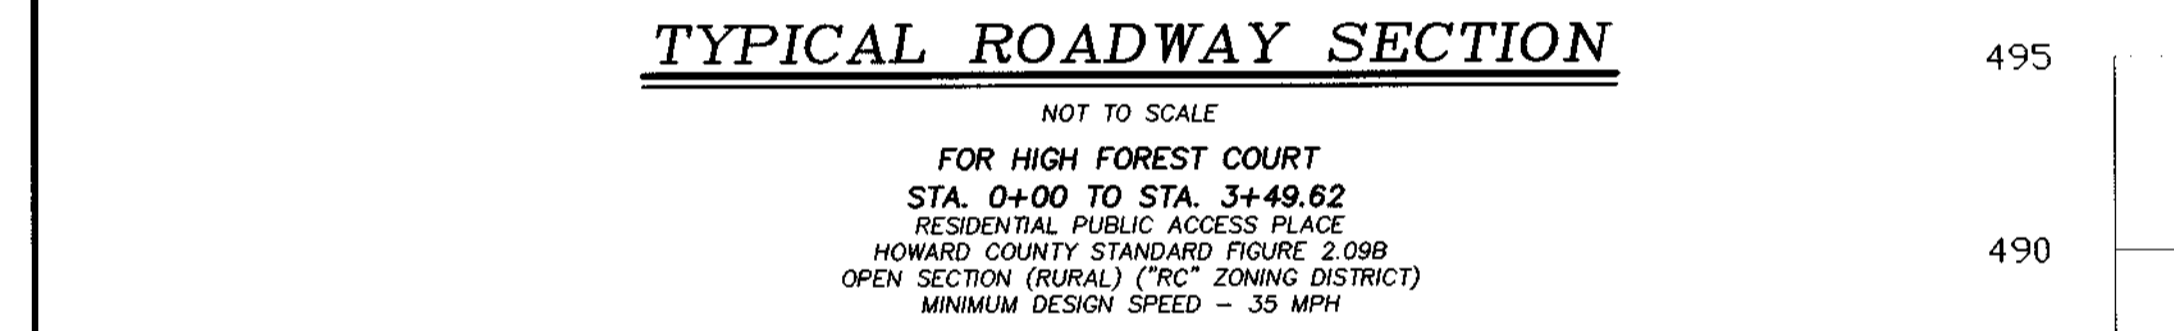 TYPICAL ROADWAY SECTION
NOT TO SCALE
FOR HIGH FOREST COURT
STA. 0+00 TO STA. 3+49.62
RESIDENTIAL PUBLIC ACCESS PLACE
HOWARD COUNTY STANDARD FIGURE 2.09B
OPEN SECTION (RURAL) ("RC" ZONING DISTRICT)
MINIMUM DESIGN SPEED – 35 MPH
495
490